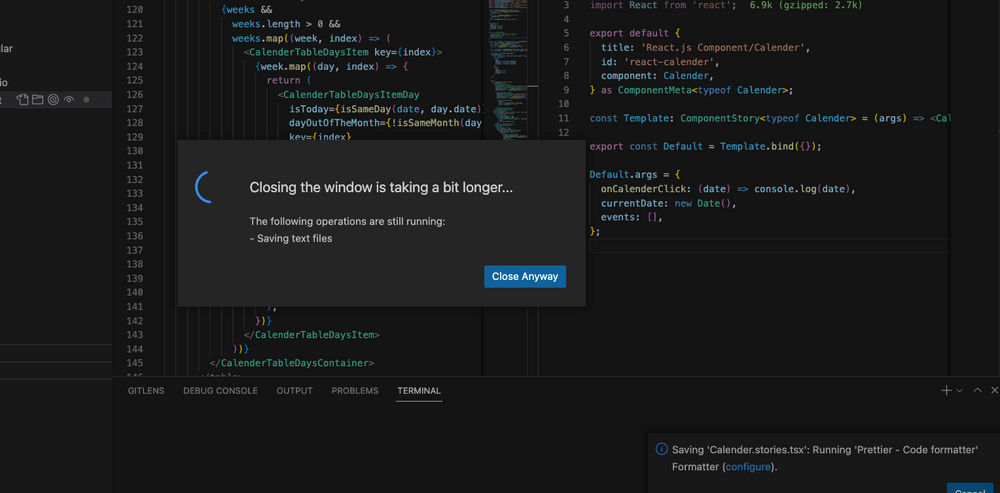 lar
io
t
120 {weeks &&
121 weeks.length > 0 &&
122 weeks.map((week, index) => (
123 <CalenderTableDaysItem key={index}>
124 {week.map((day, index) => {
125 return (
126 <CalenderTableDaysItemDay
127 isToday={isSameDay(date, day.date)}
128 dayOutOfTheMonth={!isSameMonth(day
129 key={index}
130
131
132
133
134
135
136
137
138
139
140
141 );
142 })}
143 </CalenderTableDaysItem>
144 ))}
145 </CalenderTableDaysContainer>
146 </table>
3 import React from 'react'; 6.9k (gzipped: 2.7k)
4
5 export default {
6 title: 'React.js Component/Calender',
7 id: 'react-calender',
8 component: Calender,
9 } as ComponentMeta<typeof Calender>;
10
11 const Template: ComponentStory<typeof Calender> = (args) => <Cal
12
export const Default = Template.bind({});
Default.args = {
onCalenderClick: (date) => console.log(date),
currentDate: new Date(),
events: [],
};
Closing the window is taking a bit longer...
The following operations are still running:
- Saving text files
Close Anyway
GITLENS DEBUG CONSOLE OUTPUT PROBLEMS TERMINAL
Saving 'Calender.stories.tsx': Running 'Prettier - Code formatter'
Formatter (configure).
Cancel